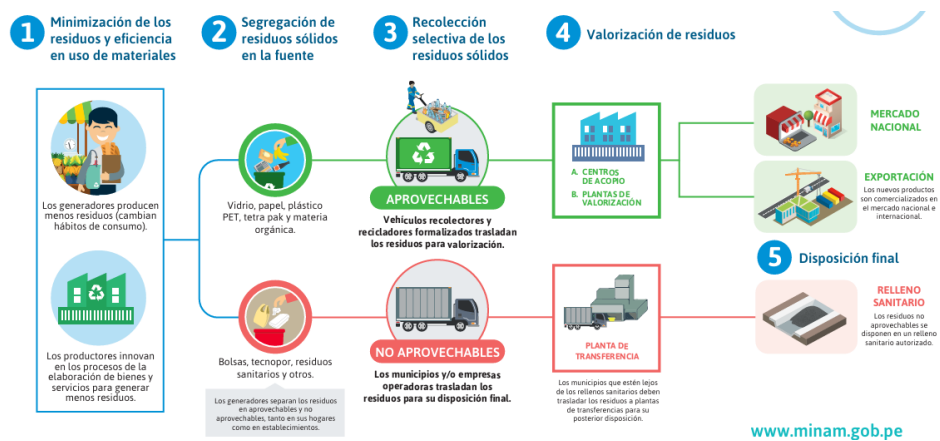 1
Minimización de los
residuos y eficiencia
en uso de materiales
Los generadores producen
menos residuos (cambian
hábitos de consumo).
Los productores innovan
en los procesos de la
elaboración de bienes y
servicios para generar
menos residuos.
2
Segregación de
residuos sólidos
en la fuente
Vidrio, papel, plástico
PET, tetra pak y materia
orgánica.
Bolsas, tecnopor, residuos
sanitarios y otros.
Los generadores separan los residuos
en aprovechables y no
aprovechables, tanto en sus hogares
como en establecimientos.
3
Recolección
selectiva de los
residuos sólidos
APROVECHABLES
Vehículos recolectores y
recicladores formalizados trasladan
los residuos para valorización.
NO APROVECHABLES
Los municipios y/o empresas
operadoras trasladan los
residuos para su disposición final.
4
Valorización de residuos
A. CENTROS
DE ACOPIO
B. PLANTAS DE
VALORIZACIÓN
PLANTA DE
TRANSFERENCIA
Los municipios que estén lejos
de los rellenos sanitarios deben
trasladar los residuos a plantas
de transferencias para su
posterior disposición.
MERCADO
NACIONAL
EXPORTACIÓN
Los nuevos productos
son comercializados en
el mercado nacional e
internacional.
5
Disposición final
RELLENO
SANITARIO
Los residuos no
aprovechables se
disponen en un relleno
sanitario autorizado.
www.minam.gob.pe